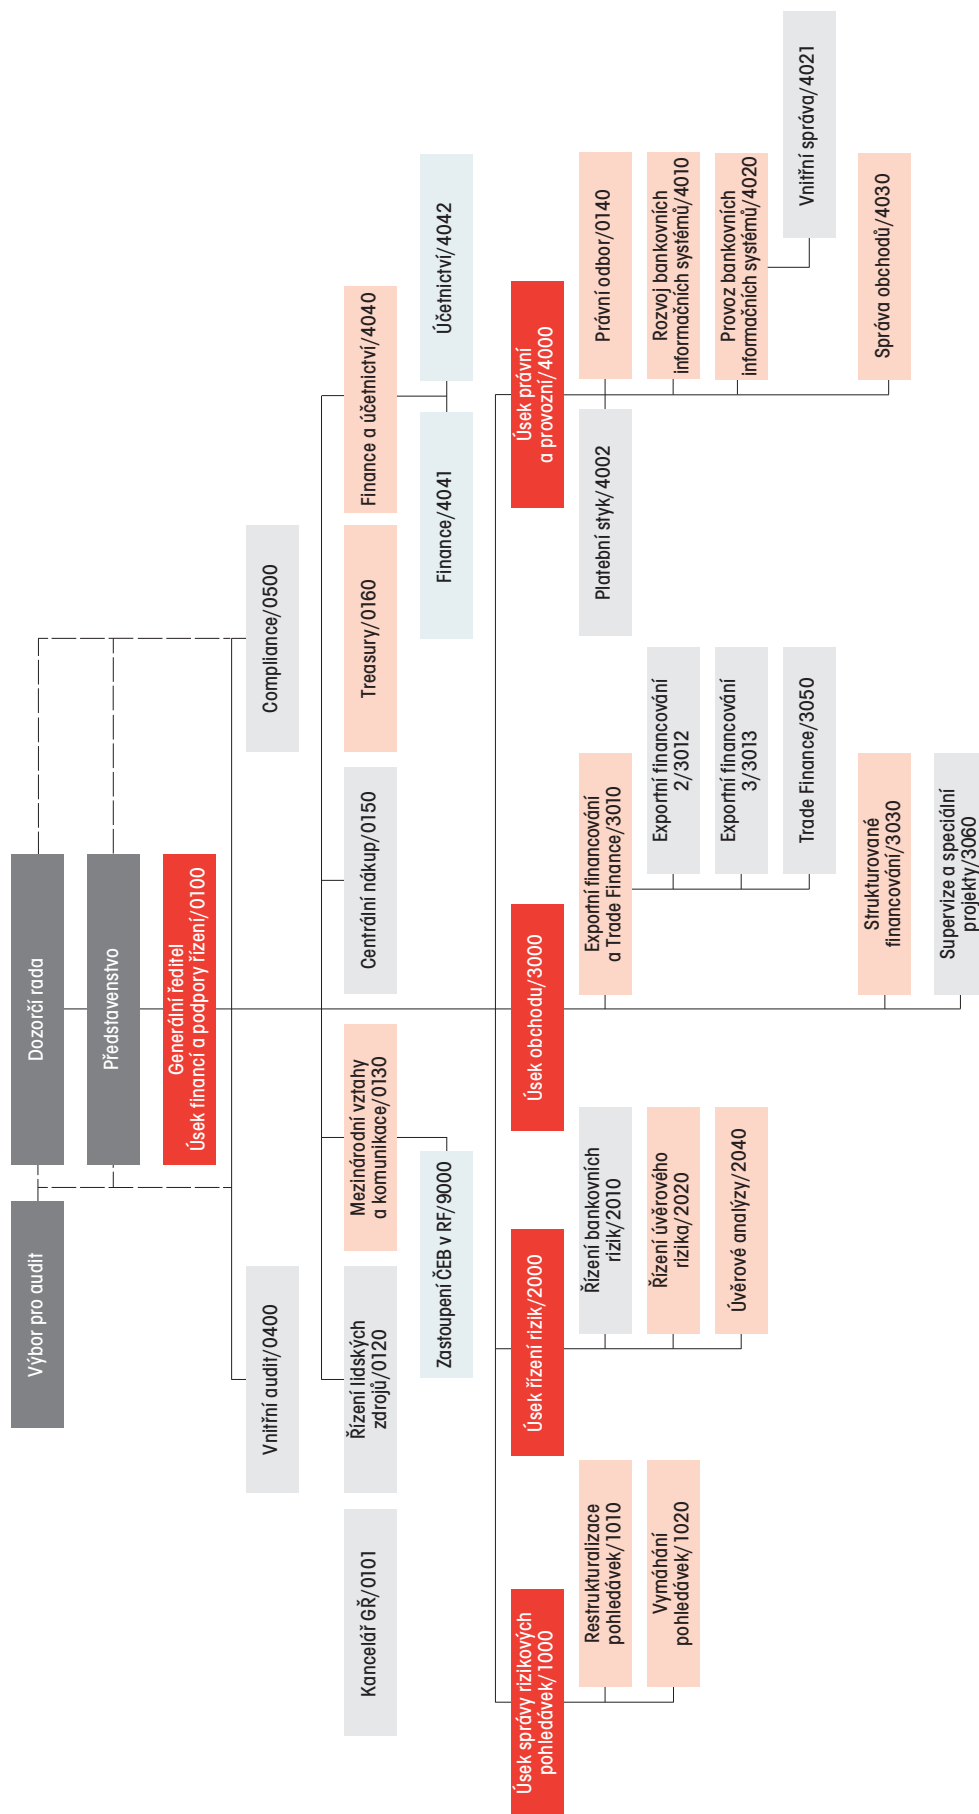 Výbor pro audit
Dozorčí rada
Představenstvo
Generální ředitel
Úsek financí a podpory řízení/0100
Vnitřní audit/0400
Compliance/0500
Kancelář GŘ/0101
Řízení lidských
zdrojů/0120
Mezinárodní vztahy
a komunikace/0130
Centrální nákup/0150
Treasury/0160
Finance a účetnictví/4040
Zastoupení ČEB v RF/9000
Finance/4041
Účetnictví/4042
Úsek správy rizikových
pohledávek/1000
Úsek řízení rizik/2000
Úsek obchodu/3000
Úsek právní
a provozní/4000
Restrukturalizace
pohledávek/1010
Vymáhání
pohledávek/1020
Řízení bankovních
rizik/2010
Řízení úvěrového
rizika/2020
Úvěrové analýzy/2040
Exportní financování
a Trade Finance/3010
Exportní financování
2/3012
Exportní financování
3/3013
Trade Finance/3050
Strukturované
financování/3030
Supervize a speciální
projekty/3060
Platební styk/4002
Právní odbor/0140
Rozvoj bankovních
informačních systémů/4010
Provoz bankovních
informačních systémů/4020
Vnitřní správa/4021
Správa obchodů/4030